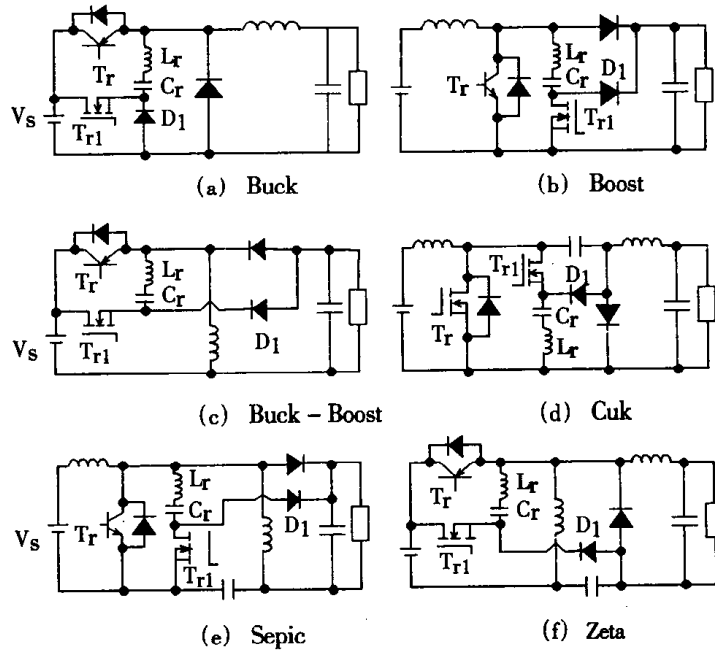 Tr
Lr
Cr
Vs
Tr1
D1
(a) Buck
Tr
Lr
Cr
D1
Tr1
(b) Boost
Tr
Lr
Cr
Tr1
Vs
D1
(c) Buck – Boost
Tr1
D1
Tr
Cr
Lr
(d) Cuk
Lr
Cr
Vs
Tr
D1
Tr1
(e) Sepic
Tr
Lr
Cr
D1
Tr1
(f) Zeta